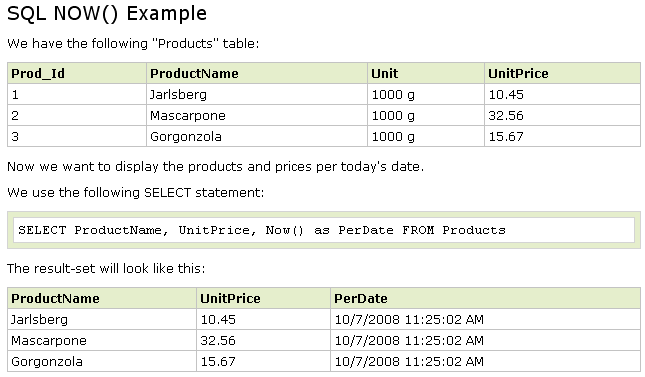 SQL NOW() Example
We have the following "Products" table:
Prod_Id ProductName Unit UnitPrice
1 Jarlsberg 1000 g 10.45
2 Mascarpone 1000 g 32.56
3 Gorgonzola 1000 g 15.67
Now we want to display the products and prices per today's date.
We use the following SELECT statement:
SELECT ProductName, UnitPrice, Now() as PerDate FROM Products
The result-set will look like this:
ProductName UnitPrice PerDate
Jarlsberg 10.45 10/7/2008 11:25:02 AM
Mascarpone 32.56 10/7/2008 11:25:02 AM
Gorgonzola 15.67 10/7/2008 11:25:02 AM